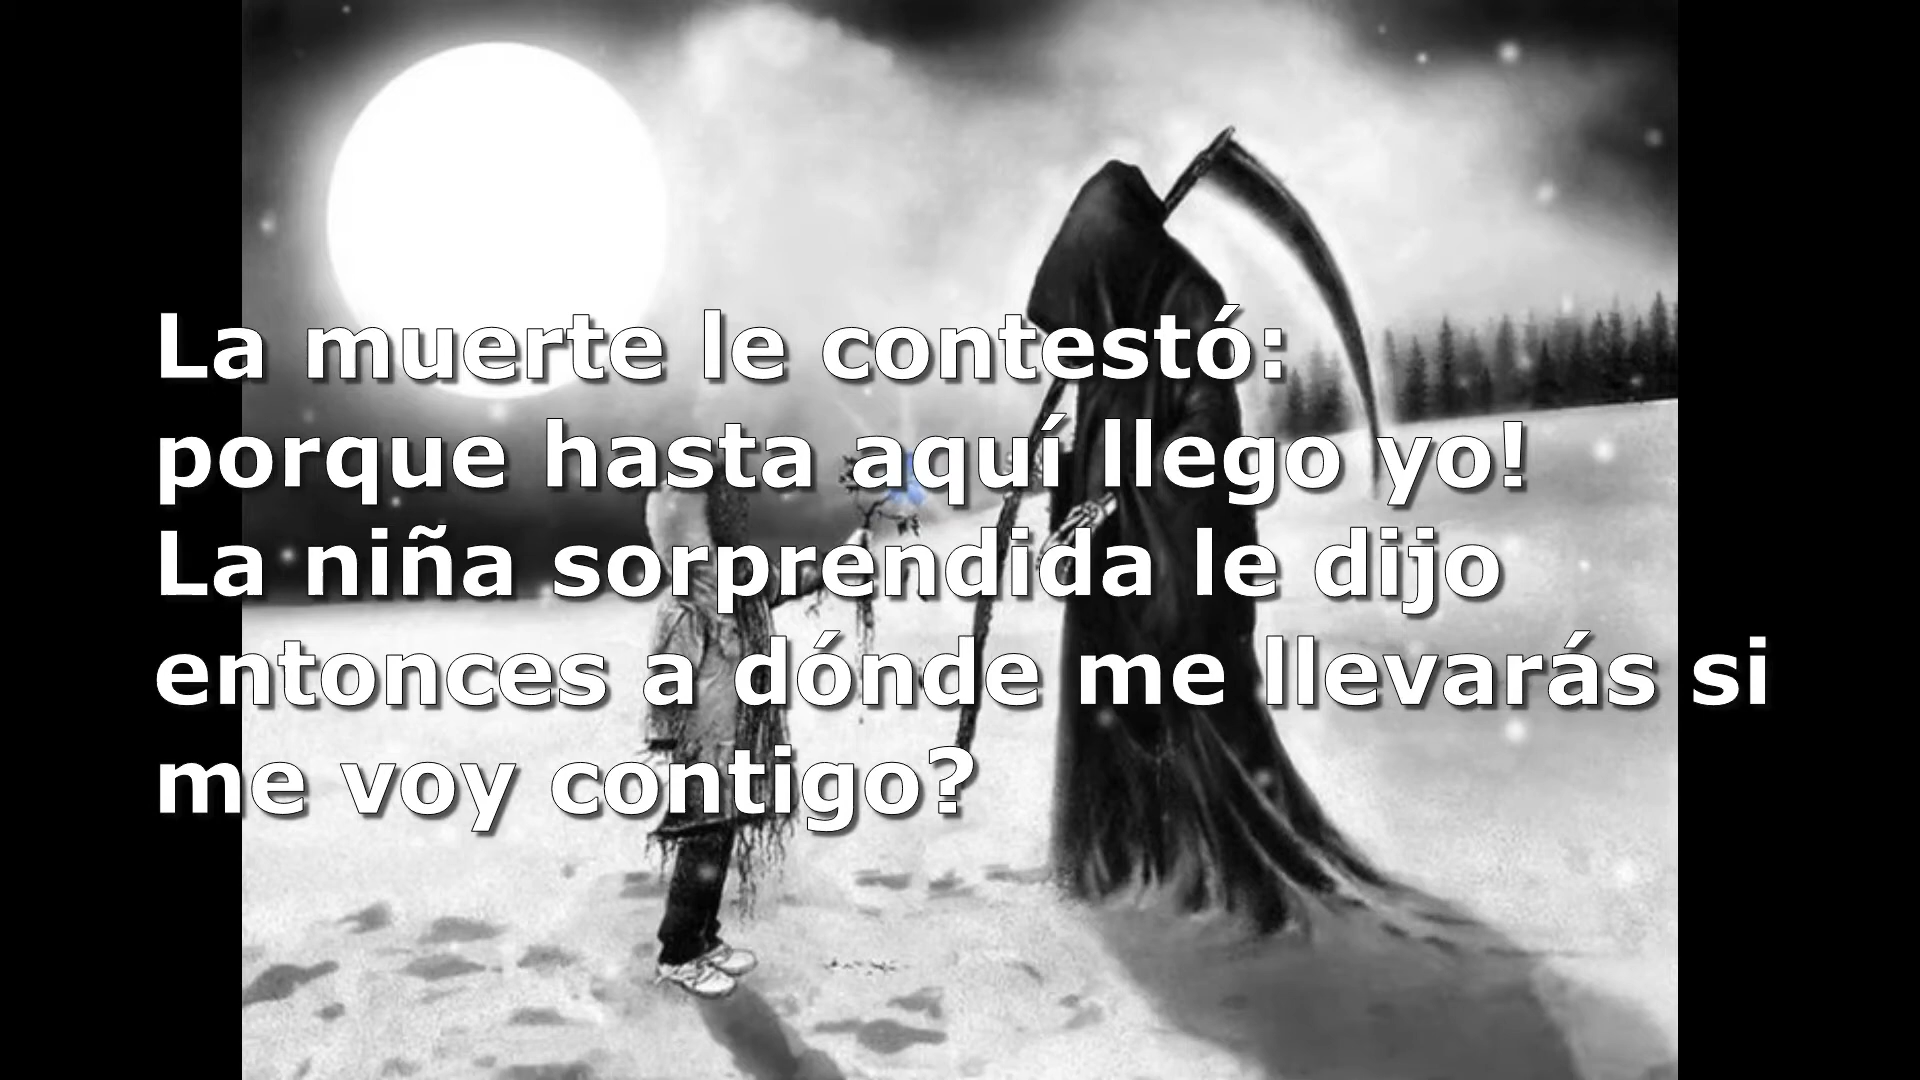 La muerte le contestó:
porque hasta aquí llego yo!
La niña sorprendida le dijo
entonces a dónde me llevarás si
me voy contigo?